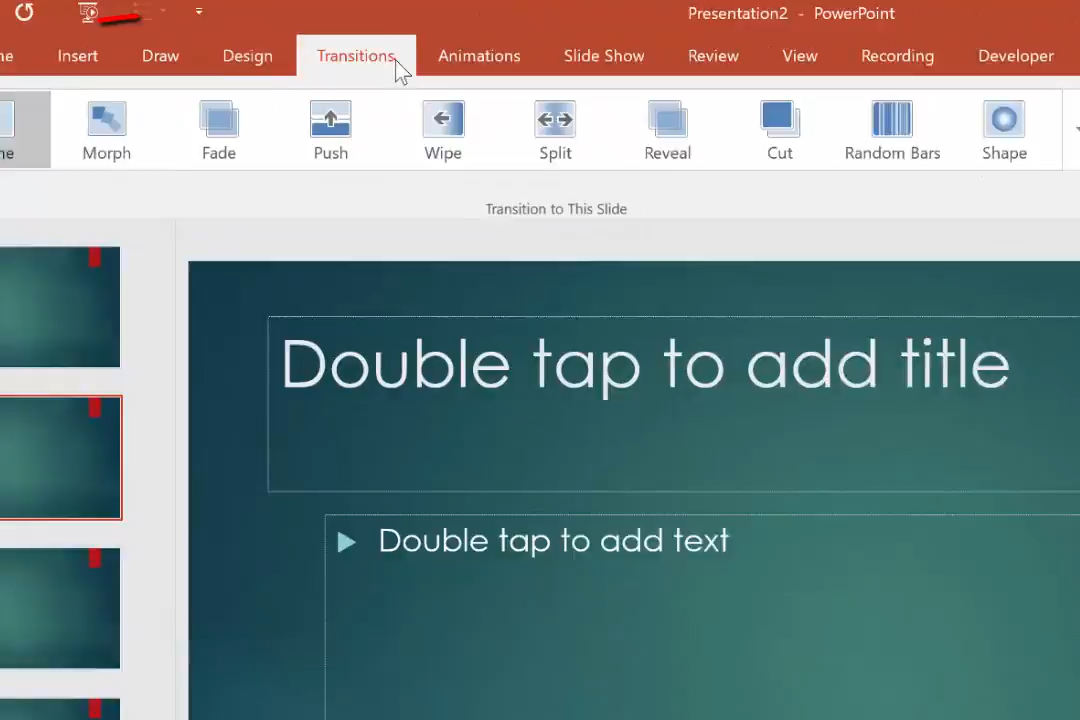 Presentation2 - PowerPoint
Insert Draw Design Transitions Animations Slide Show Review View Recording Developer
Morph Fade Push Wipe Split Reveal Cut Random Bars Shape
Transition to This Slide
Double tap to add title
Double tap to add text